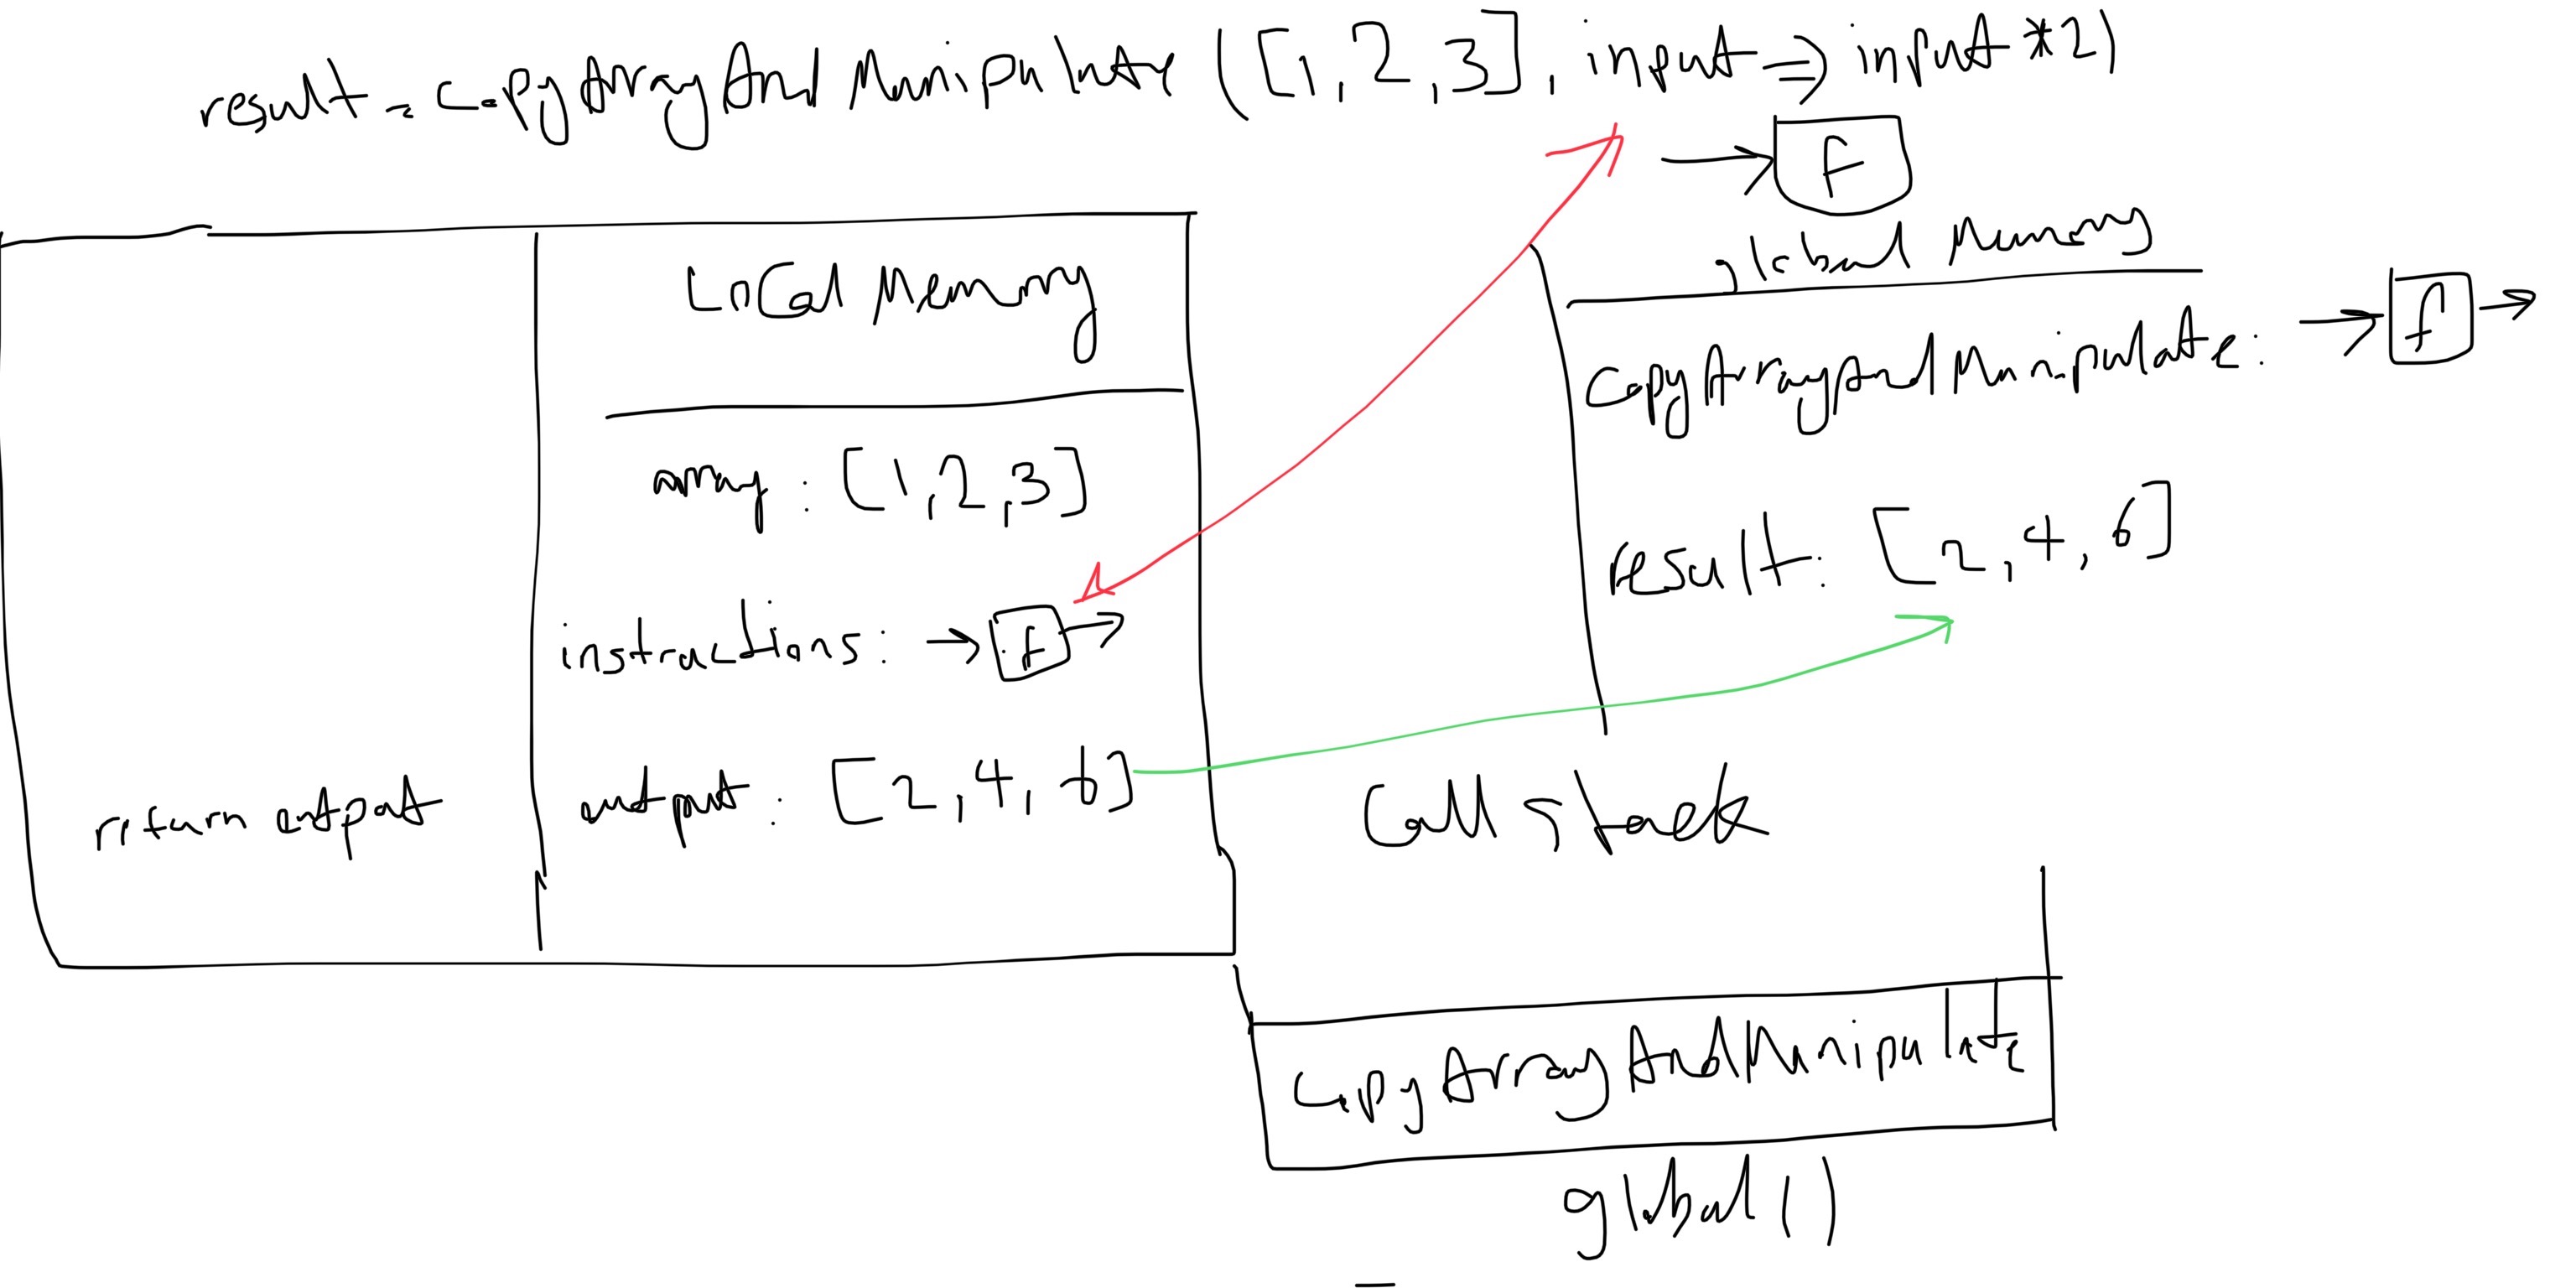 result = copyArrayAndManipulate ([1, 2, 3], input => input * 2)
F
Local Memory
array : [1, 2, 3]
instractions: f
output : [2, 4, 6]
return output
global Memory
CopyArrayAndManipulate: f
result: [2, 4, 6]
Call stack
CopyArrayAndManipulate
global()